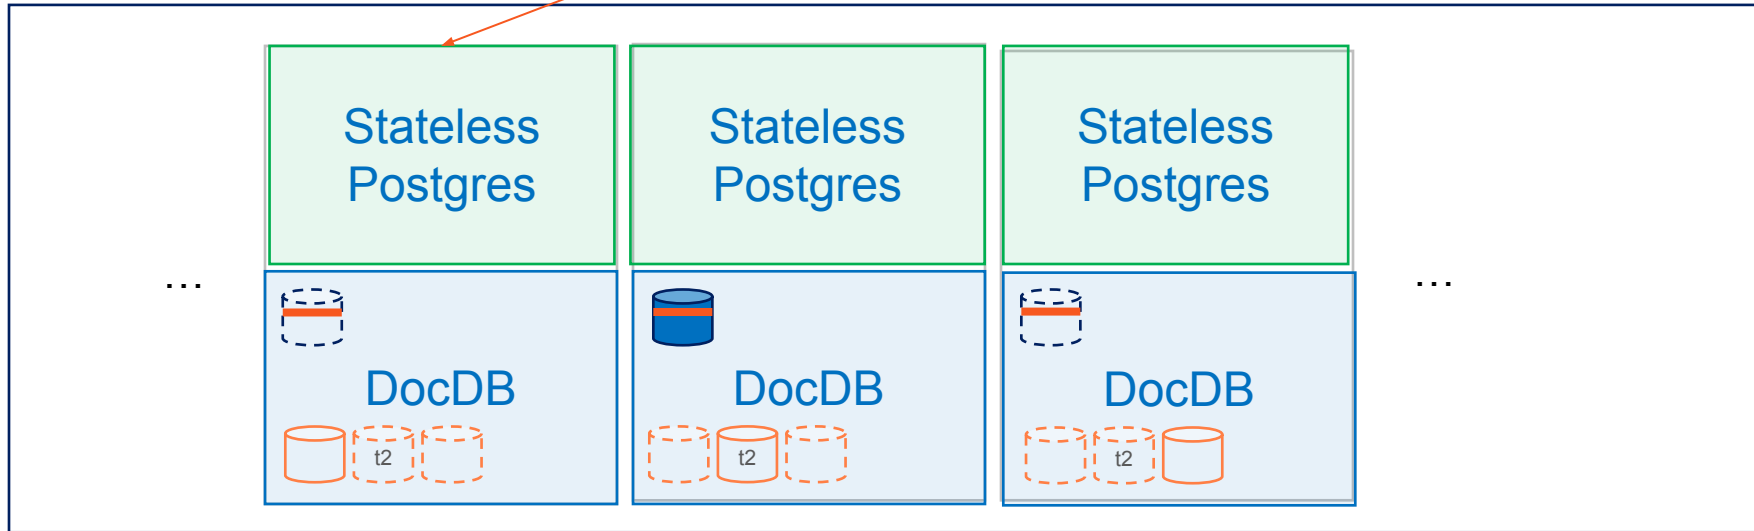 Stateless
Postgres
Stateless
Postgres
Stateless
Postgres
...
...
DocDB
DocDB
DocDB
t2
t2
t2